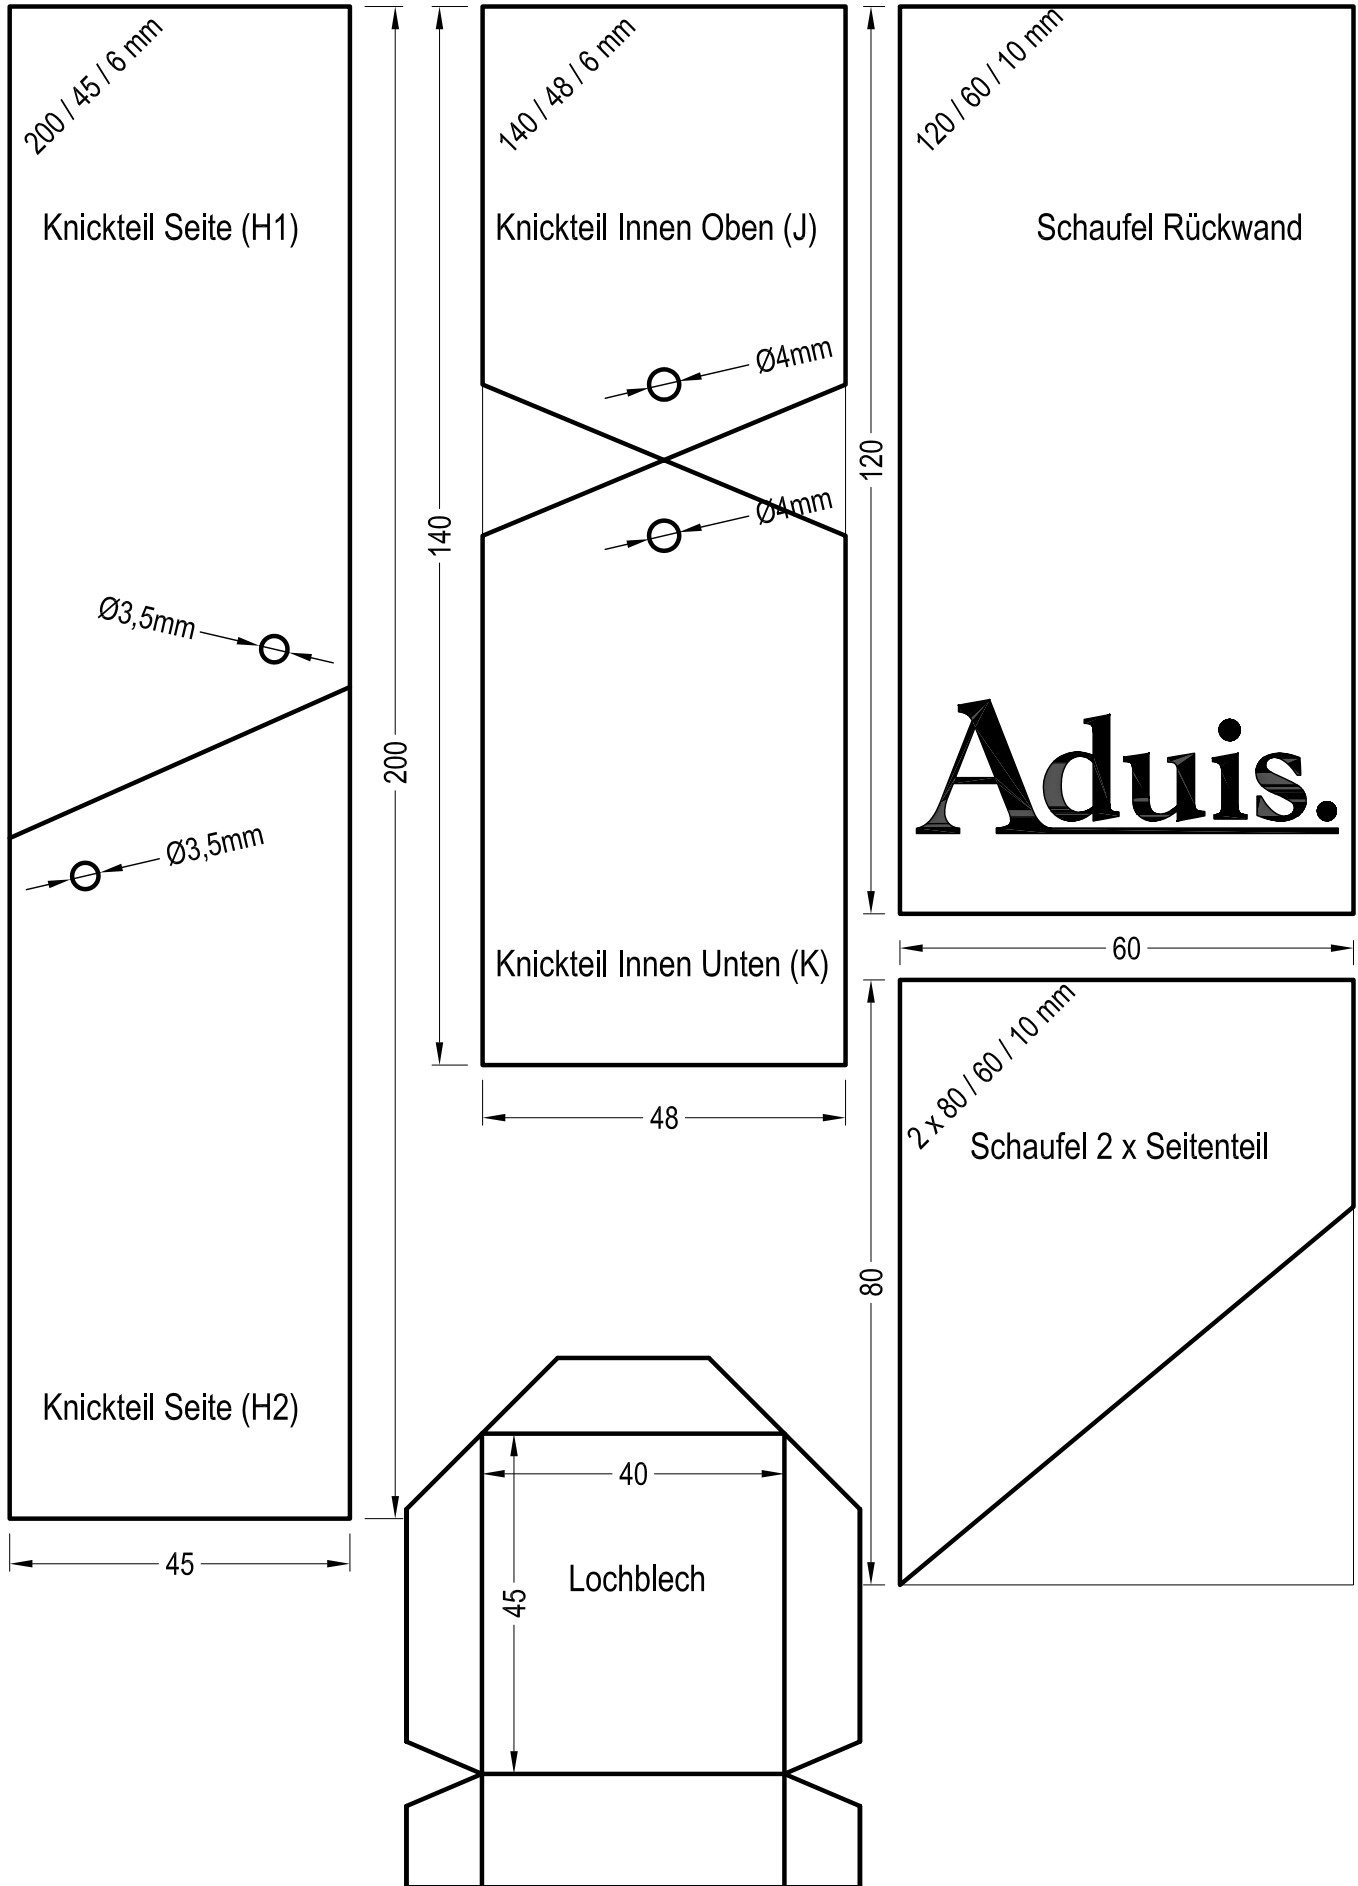 200 / 45 / 6 mm
Knickteil Seite (H1)
Ø3,5mm
Ø3,5mm
Knickteil Seite (H2)
45
200
140 / 48 / 6 mm
Knickteil Innen Oben (J)
Ø4mm
Ø4mm
140
Knickteil Innen Unten (K)
48
120 / 60 / 10 mm
Schaufel Rückwand
120
Aduis.
60
2 x 80 / 60 / 10 mm
Schaufel 2 x Seitenteil
80
40
45
Lochblech